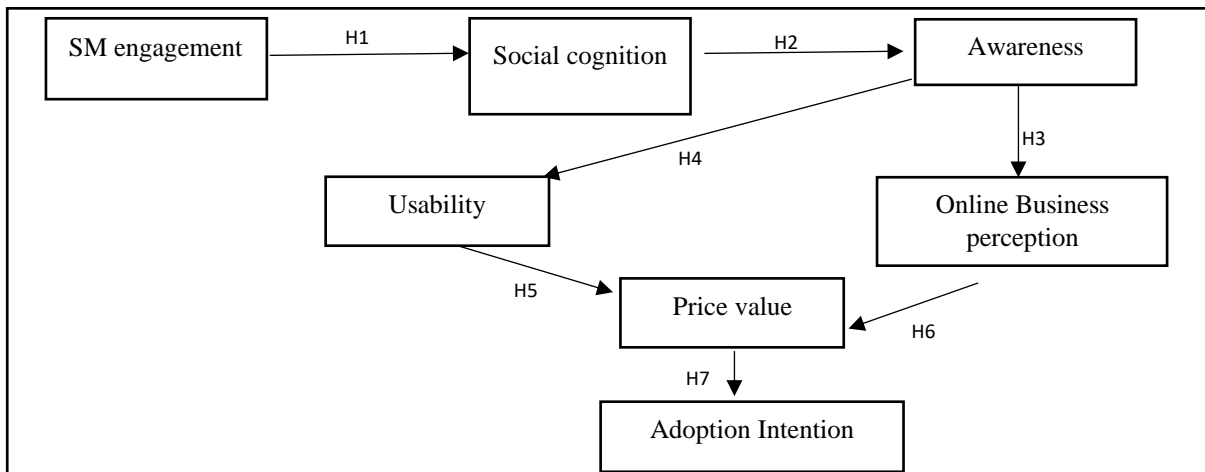 SM engagement
H1
Social cognition
H2
Awareness
H4
H3
Usability
Online Business
perception
H5
Price value
H6
H7
Adoption Intention